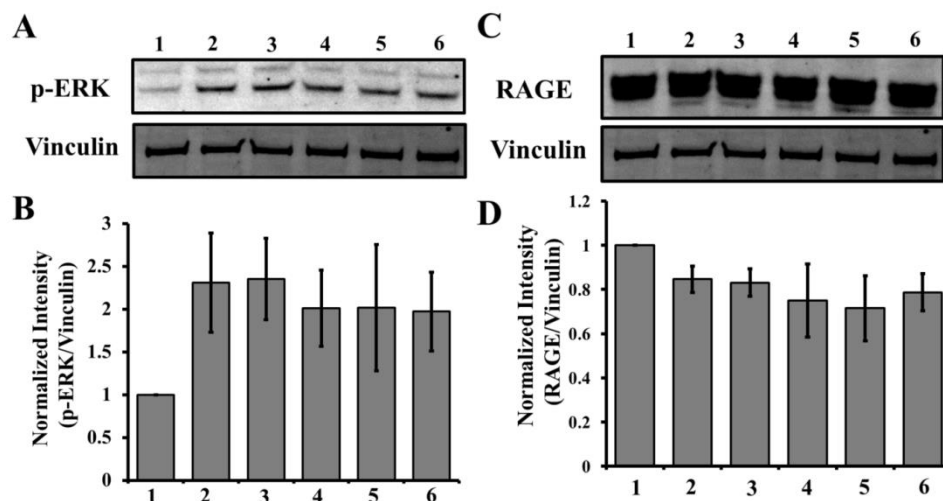 A
1 2 3 4 5 6
p-ERK
Vinculin
B
Normalized Intensity
(p-ERK/Vinculin)
3
2.5
2
1.5
1
0.5
0
1 2 3 4 5 6
C
1 2 3 4 5 6
RAGE
Vinculin
D
Normalized Intensity
(RAGE/Vinculin)
1.2
1
0.8
0.6
0.4
0.2
0
1 2 3 4 5 6